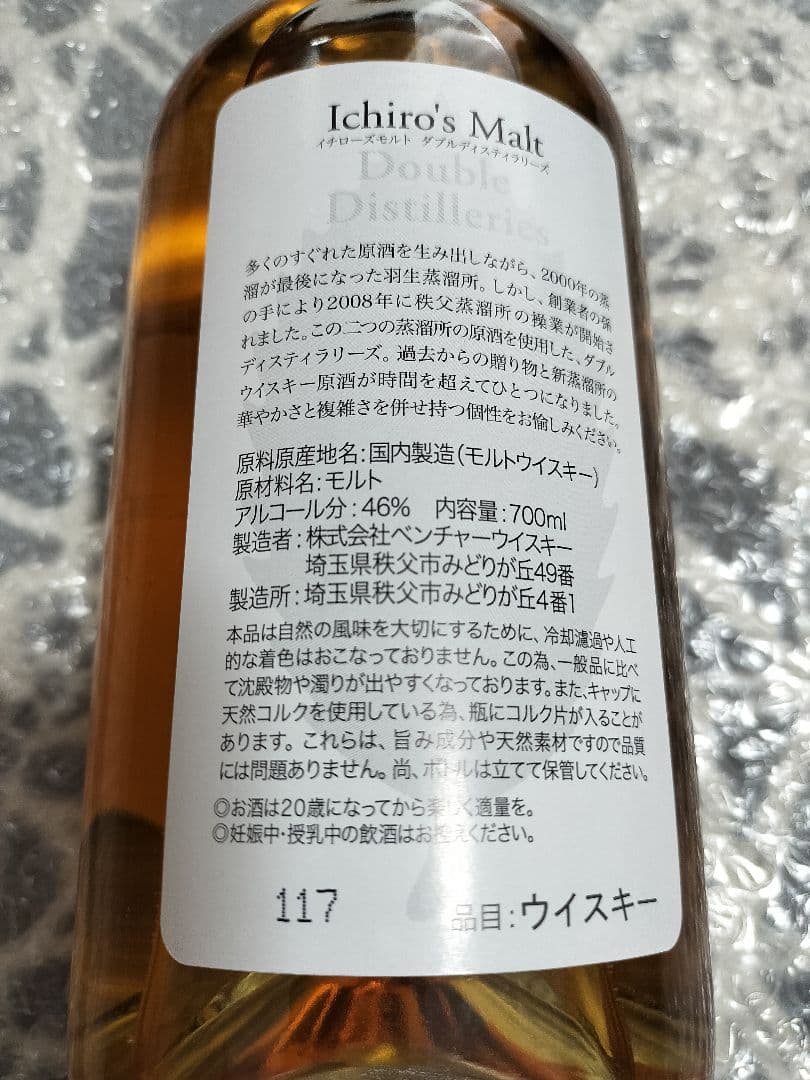 Ichiro's Malt
イチローズモルト ダブルディスティラリーズ
Double
Distilleries
多くのすぐれた原酒を生み出しながら、2000年の蒸
溜が最後になった羽生蒸溜所。しかし、創業者の孫
の手により2008年に秩父蒸溜所の操業が開始さ
れました。この二つの蒸溜所の原酒を使用した、ダブル
ディスティラリーズ。過去からの贈り物と新蒸溜所の
ウイスキー原酒が時間を超えてひとつになりました。
華やかさと複雑さを併せ持つ個性をお愉しみください。
原料原産地名:国内製造(モルトウイスキー)
原材料名:モルト
アルコール分:46% 内容量:700ml
製造者:株式会社ベンチャーウイスキー
埼玉県秩父市みどりが丘49番
製造所:埼玉県秩父市みどりが丘4番1
本品は自然の風味を大切にするために、冷却濾過や人工
的な着色はおこなっておりません。この為、一般品に比べ
て沈殿物や濁りが出やすくなっております。また、キャップに
天然コルクを使用している為、瓶にコルク片が入ることが
あります。これらは、旨み成分や天然素材ですので品質
には問題ありません。尚、ボトルは立てて保管してください。
◎お酒は20歳になってから楽しく適量を。
◎妊娠中・授乳中の飲酒はお控えください。
117
品目:ウイスキー